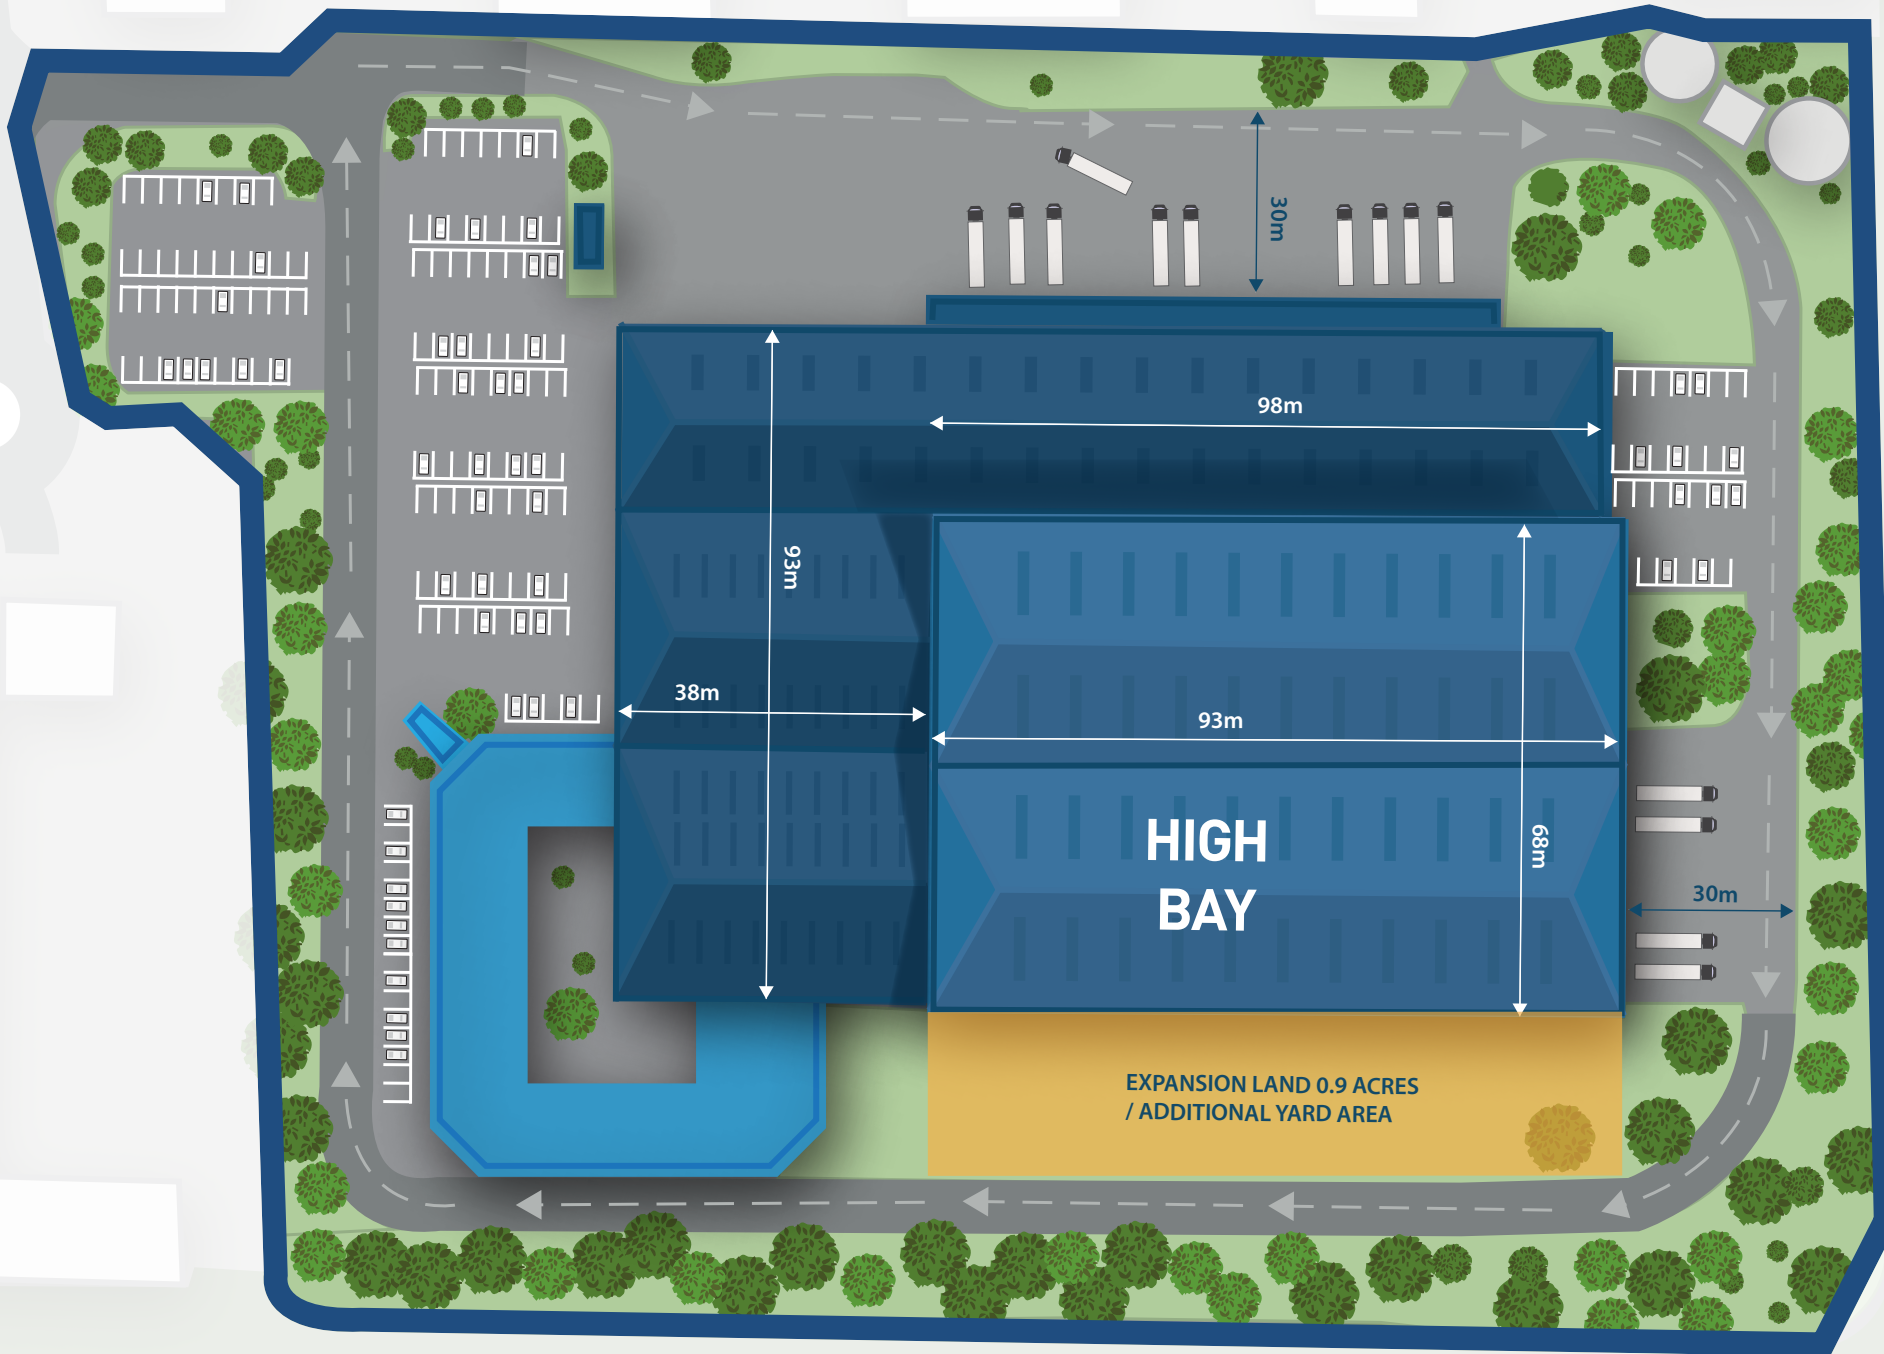 30m
98m
93m
38m
93m
HIGH
BAY
68m
30m
EXPANSION LAND 0.9 ACRES
/ ADDITIONAL YARD AREA